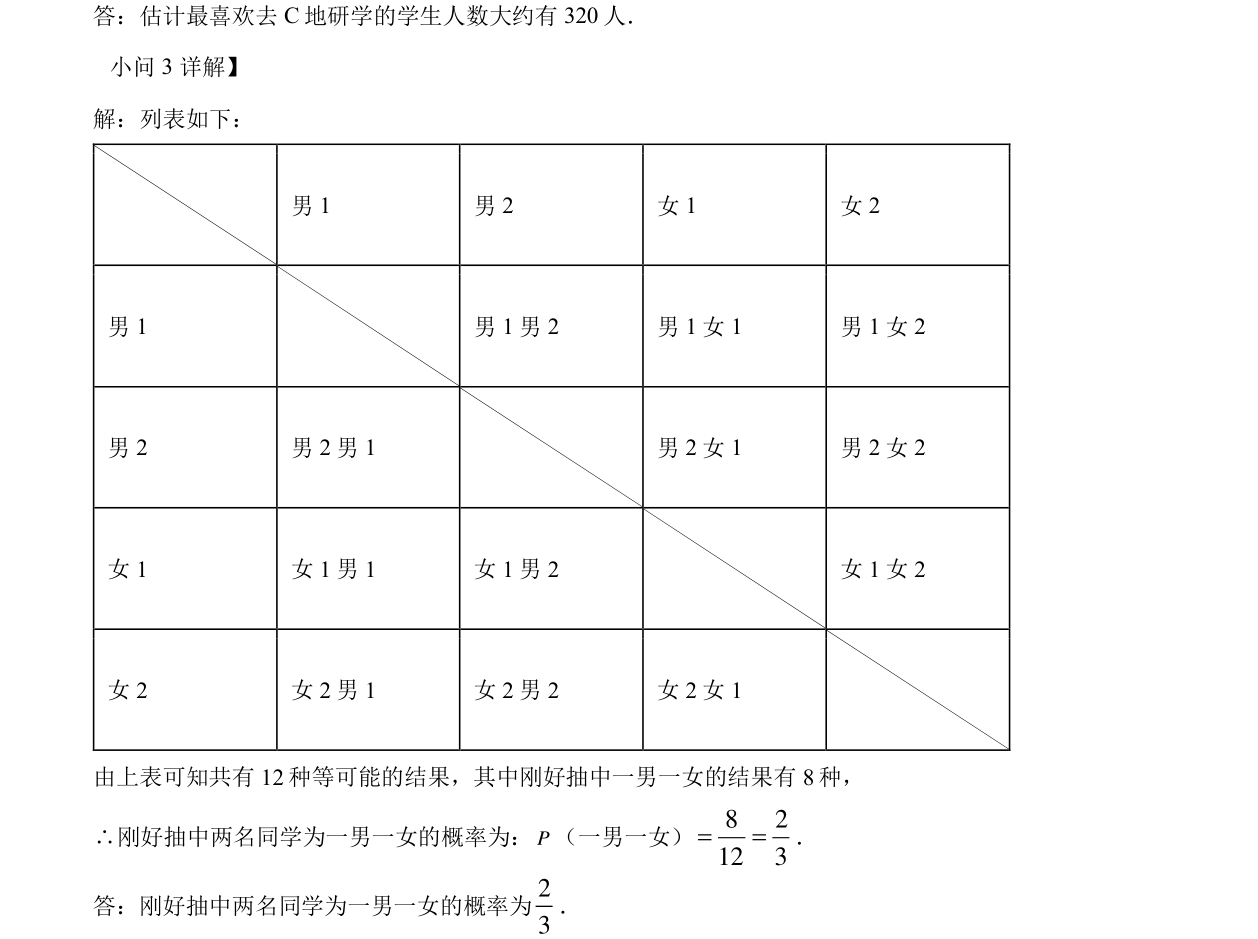 答：估计最喜欢去 C 地研学的学生人数大约有 320 人．
小问 3 详解】
解：列表如下：
男 1 男 2 女 1 女 2
男 1 男 1 男 2 男 1 女 1 男 1 女 2
男 2 男 2 男 1 男 2 女 1 男 2 女 2
女 1 女 1 男 1 女 1 男 2 女 1 女 2
女 2 女 2 男 1 女 2 男 2 女 2 女 1
由上表可知共有 12 种等可能的结果，其中刚好抽中一男一女的结果有 8 种，
∴刚好抽中两名同学为一男一女的概率为：P（一男一女）=8/12=2/3．
答：刚好抽中两名同学为一男一女的概率为2/3．